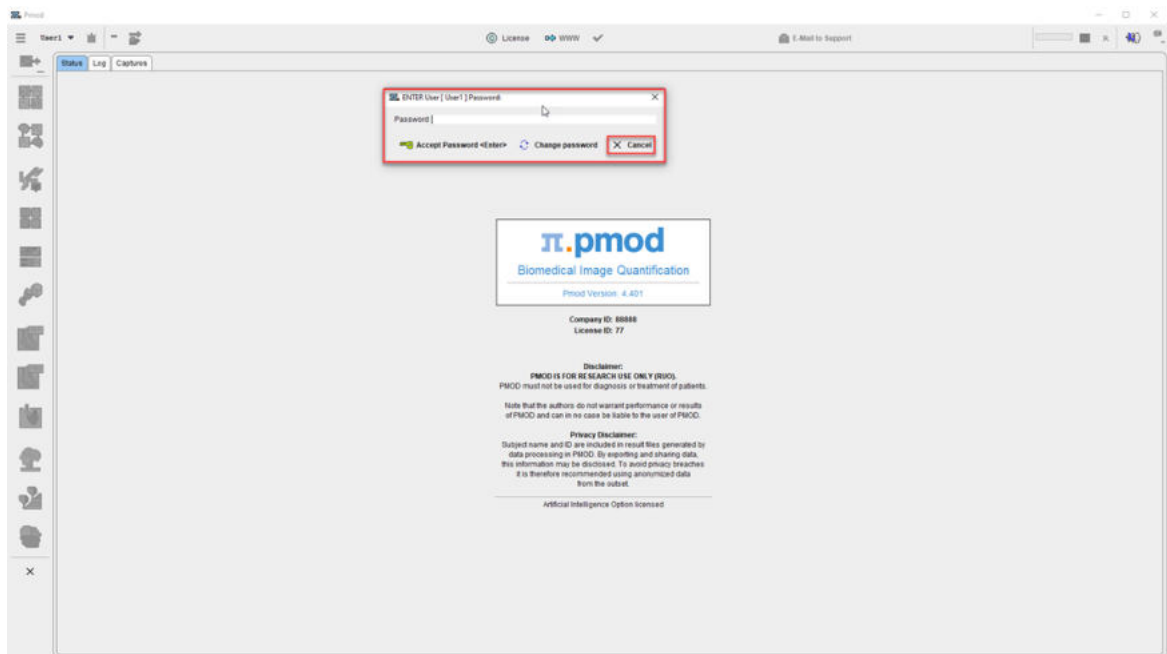 Pmod
User1
License
WWW
E-Mail to Support
Status
Log
Captures
ENTER User [ User1 ] Password:
Password
Accept Password <Enter>
Change password
Cancel
π.pmod
Biomedical Image Quantification
Pmod Version: 4.401
Company ID: 88888
License ID: 77
Disclaimer:
PMOD IS FOR RESEARCH USE ONLY (RUO).
PMOD must not be used for diagnosis or treatment of patients.
Note that the authors do not warrant performance or results
of PMOD and can in no case be liable to the user of PMOD.
Privacy Disclaimer:
Subject name and ID are included in result files generated by
data processing in PMOD. By exporting and sharing data,
this information may be disclosed. To avoid privacy breaches
it is therefore recommended using anonymized data
from the outset.
Artificial Intelligence Option licensed